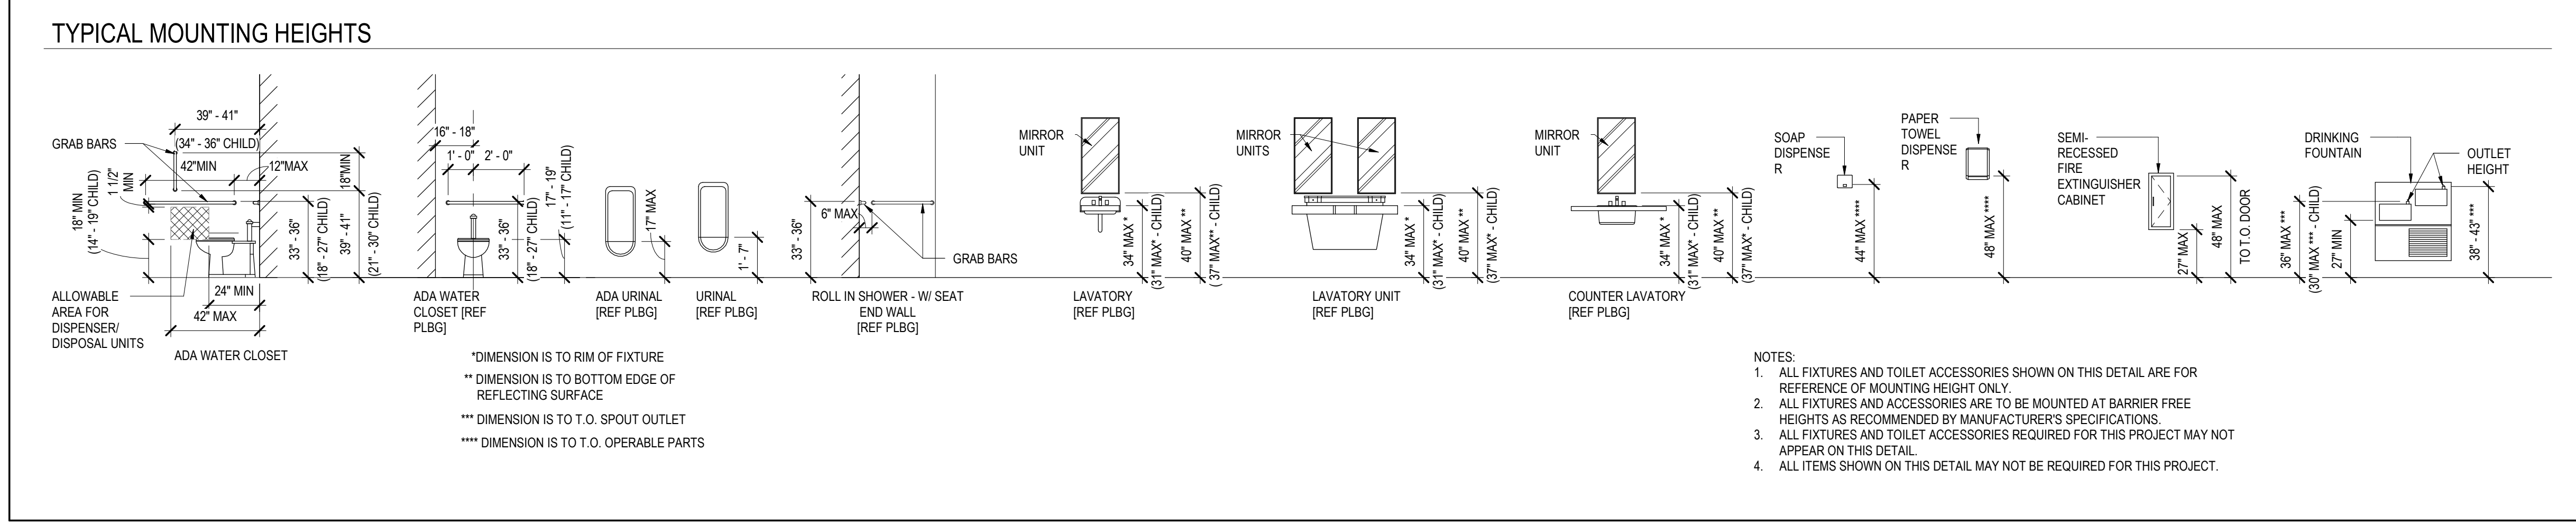 TYPICAL MOUNTING HEIGHTS
39" - 41"
(34" - 36" CHILD)
GRAB BARS
42"MIN
12"MAX
18"MIN
1 1/2"
MIN
18" MIN
(14" - 19" CHILD)
33" - 36"
(18" - 27" CHILD)
39" - 41"
(21" - 30" CHILD)
24" MIN
42" MAX
ALLOWABLE
AREA FOR
DISPENSER/
DISPOSAL UNITS
ADA WATER CLOSET
16" - 18"
1' - 0"
2' - 0"
33" - 36"
(18" - 27" CHILD)
17" - 19"
(11" - 17" CHILD)
ADA WATER
CLOSET [REF
PLBG]
17" MAX
ADA URINAL
[REF PLBG]
1' - 7"
URINAL
[REF PLBG]
33" - 36"
6" MAX
GRAB BARS
ROLL IN SHOWER - W/ SEAT
END WALL
[REF PLBG]
MIRROR
UNIT
34" MAX *
(31" MAX* - CHILD)
40" MAX **
(37" MAX** - CHILD)
LAVATORY
[REF PLBG]
MIRROR
UNITS
34" MAX *
(31" MAX* - CHILD)
40" MAX **
(37" MAX* - CHILD)
LAVATORY UNIT
[REF PLBG]
MIRROR
UNIT
34" MAX *
(31" MAX* - CHILD)
40" MAX **
(37" MAX* - CHILD)
COUNTER LAVATORY
[REF PLBG]
SOAP
DISPENSE
R
44" MAX ****
PAPER
TOWEL
DISPENSE
R
48" MAX ****
SEMI-
RECESSED
FIRE
EXTINGUISHER
CABINET
27" MAX
48" MAX
TO T.O. DOOR
DRINKING
FOUNTAIN
OUTLET
HEIGHT
36" MAX ***
(30" MAX *** - CHILD)
27" MIN
38" - 43" ***
*DIMENSION IS TO RIM OF FIXTURE
** DIMENSION IS TO BOTTOM EDGE OF
REFLECTING SURFACE
*** DIMENSION IS TO T.O. SPOUT OUTLET
**** DIMENSION IS TO T.O. OPERABLE PARTS
NOTES:
1. ALL FIXTURES AND TOILET ACCESSORIES SHOWN ON THIS DETAIL ARE FOR
REFERENCE OF MOUNTING HEIGHT ONLY.
2. ALL FIXTURES AND ACCESSORIES ARE TO BE MOUNTED AT BARRIER FREE
HEIGHTS AS RECOMMENDED BY MANUFACTURER'S SPECIFICATIONS.
3. ALL FIXTURES AND TOILET ACCESSORIES REQUIRED FOR THIS PROJECT MAY NOT
APPEAR ON THIS DETAIL.
4. ALL ITEMS SHOWN ON THIS DETAIL MAY NOT BE REQUIRED FOR THIS PROJECT.